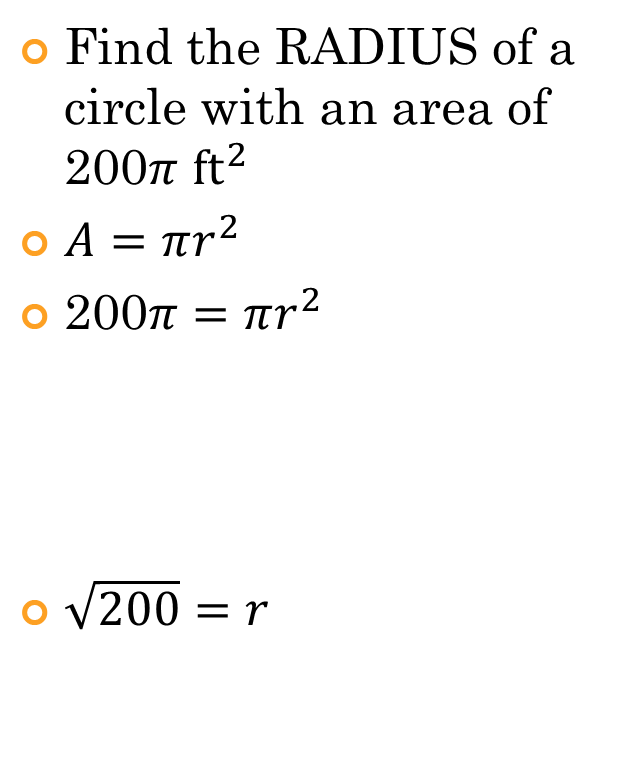 Find the RADIUS of a
circle with an area of
200π ft²
A = πr²
200π = πr²
√200 = r